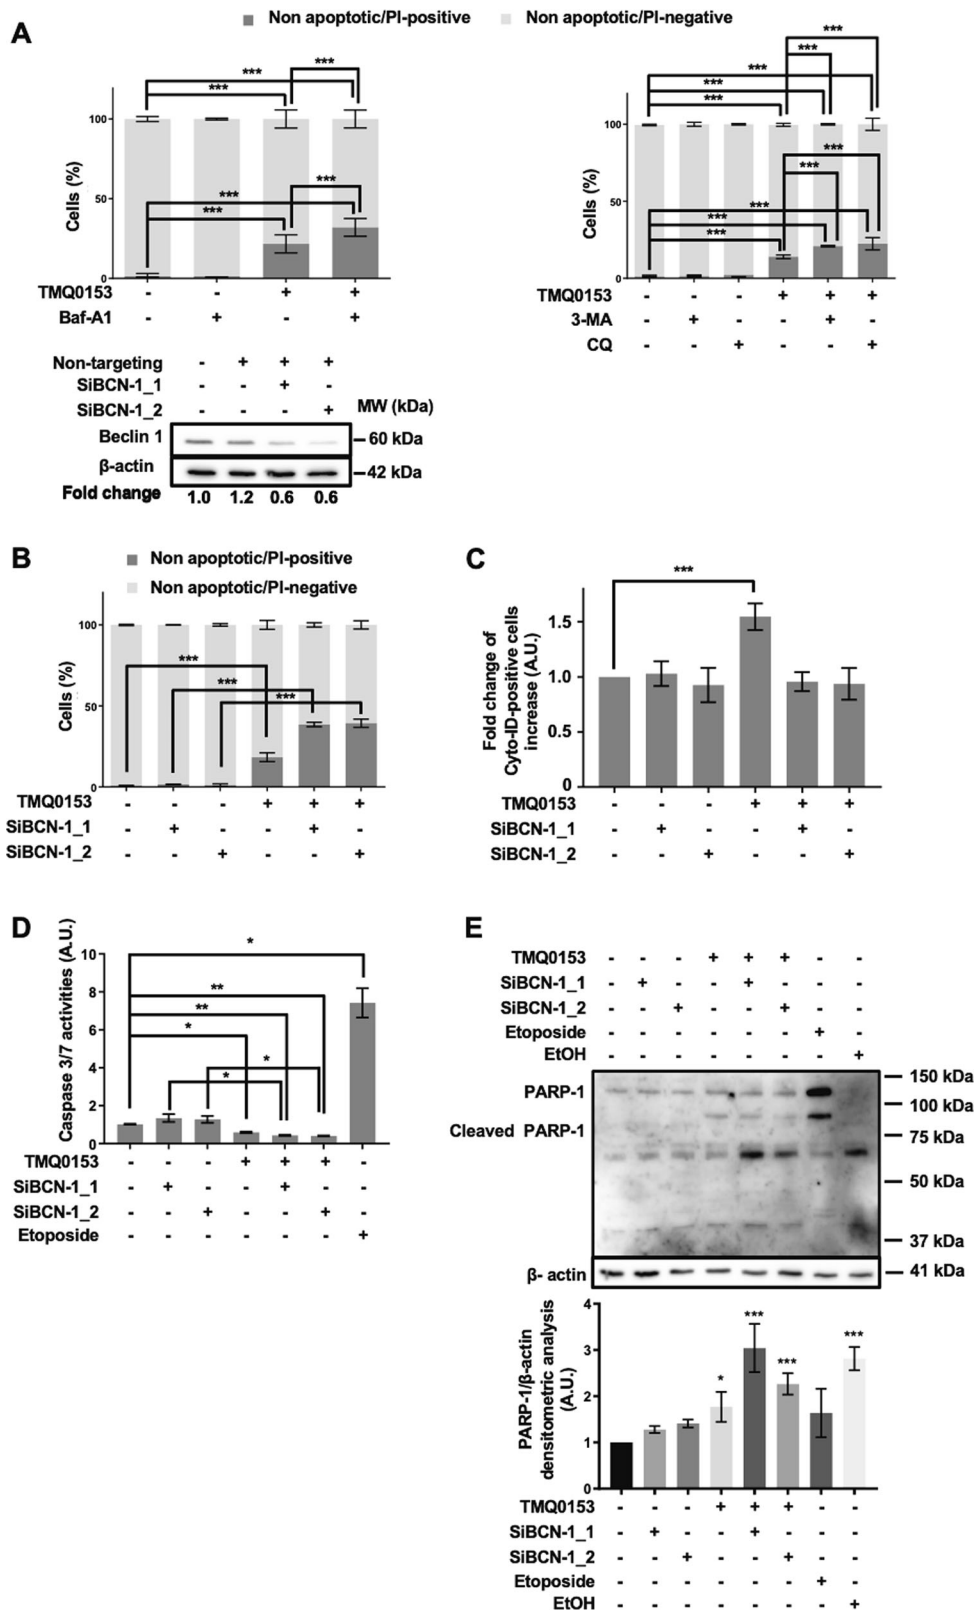 Non apoptotic/PI-positive Non apoptotic/PI-negative
A
*** *** ***
*** *** ***
100
50
0
Cells (%)
TMQ0153 - - + +
Baf-A1 - + - +
*** *** *** *** ***
*** *** *** *** ***
100
50
0
Cells (%)
TMQ0153 - - - + + +
3-MA - + - - + -
CQ - - + - - +
Non-targeting - + + +
SiBCN-1_1 - - + -
SiBCN-1_2 - - - +
MW (kDa)
Beclin 1 60 kDa
β-actin 42 kDa
Fold change 1.0 1.2 0.6 0.6
B
Non apoptotic/PI-positive
Non apoptotic/PI-negative
100
50
0
Cells (%)
*** *** ***
TMQ0153 - - - + + +
SiBCN-1_1 - + - - + -
SiBCN-1_2 - - + - - +
C
***
1.5
1.0
0.5
0
Fold change of
Cyto-ID-positive cells
increase (A.U.)
TMQ0153 - - - + + +
SiBCN-1_1 - + - - + -
SiBCN-1_2 - - + - - +
D
Caspase 3/7 activities (A.U.)
10
8
6
4
2
0
*
**
**
*
*
*
TMQ0153 - - - + + + -
SiBCN-1_1 - + - - + - -
SiBCN-1_2 - - + - - + -
Etoposide - - - - - - +
E
TMQ0153 - - - + + + - -
SiBCN-1_1 - + - - + - - -
SiBCN-1_2 - - + - - + - -
Etoposide - - - - - - + -
EtOH - - - - - - - +
PARP-1
Cleaved PARP-1
150 kDa
100 kDa
75 kDa
50 kDa
37 kDa
β- actin 41 kDa
PARP-1/β-actin
densitometric analysis
(A.U.)
4
3
2
1
0
* *** *** ***
TMQ0153 - - - + + + - -
SiBCN-1_1 - + - - + - - -
SiBCN-1_2 - - + - - + - -
Etoposide - - - - - - + -
EtOH - - - - - - - +